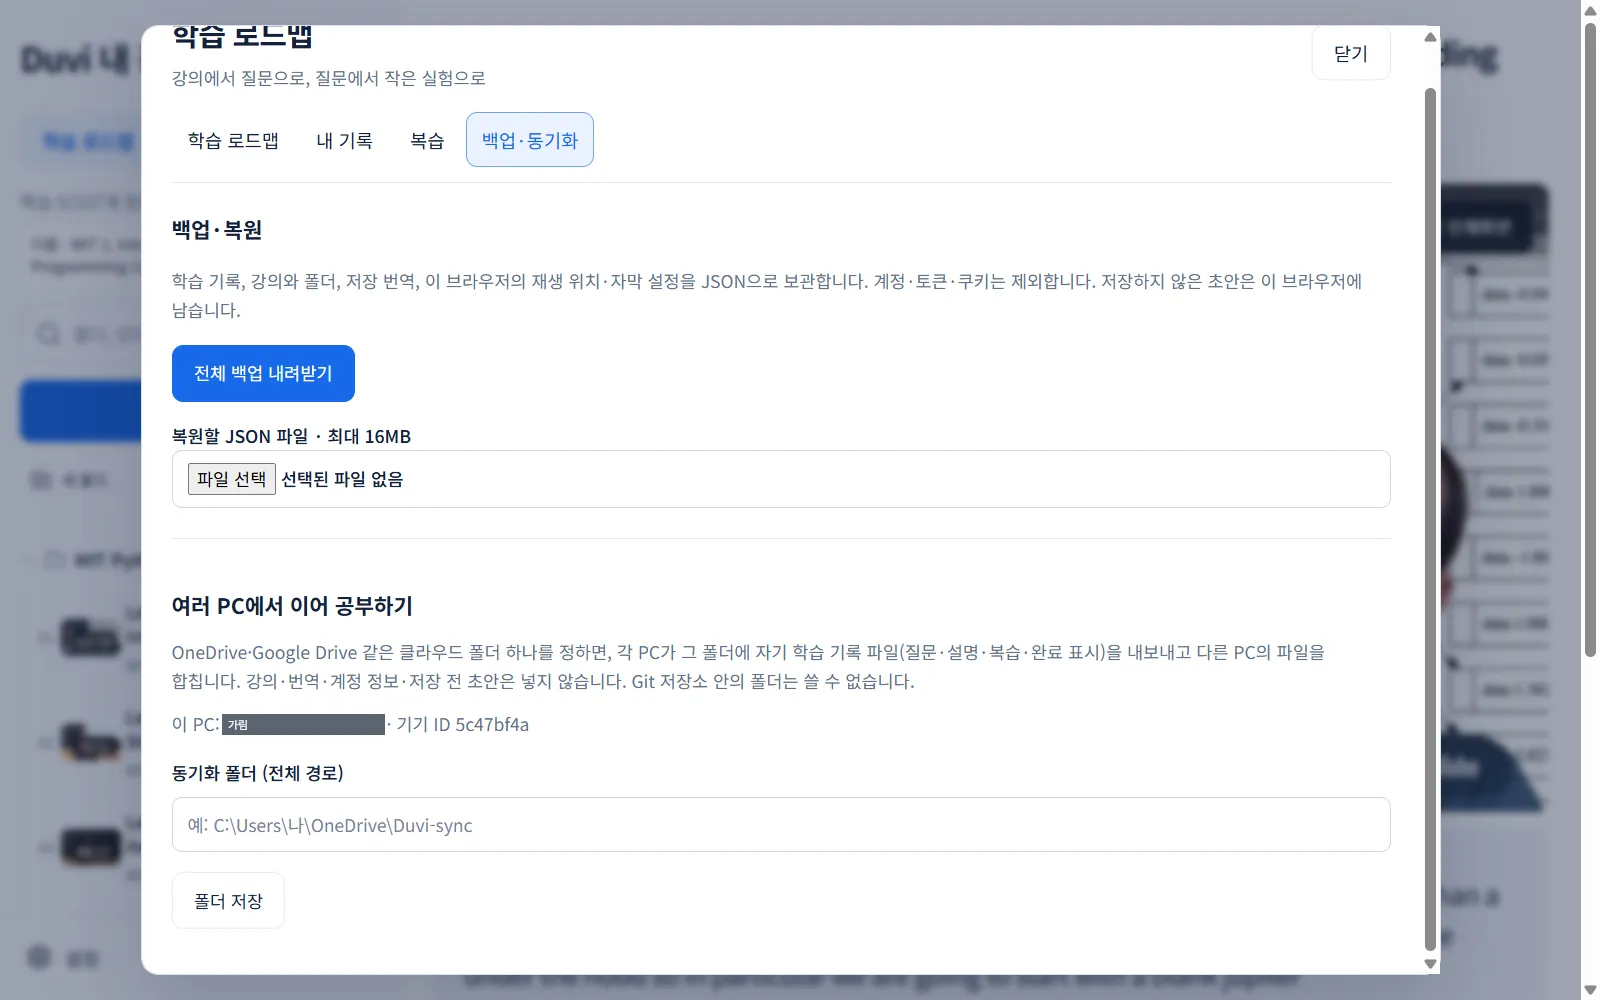 Duvi 내
ding
학습 로드맵
닫기
강의에서 질문으로, 질문에서 작은 실험으로
학습 로드맵 내 기록 복습 백업·동기화
백업·복원
학습 기록, 강의와 폴더, 저장 번역, 이 브라우저의 재생 위치·자막 설정을 JSON으로 보관합니다. 계정·토큰·쿠키는 제외합니다. 저장하지 않은 초안은 이 브라우저에
남습니다.
전체 백업 내려받기
복원할 JSON 파일 · 최대 16MB
파일 선택 선택된 파일 없음
여러 PC에서 이어 공부하기
OneDrive·Google Drive 같은 클라우드 폴더 하나를 정하면, 각 PC가 그 폴더에 자기 학습 기록 파일(질문·설명·복습·완료 표시)을 내보내고 다른 PC의 파일을
합칩니다. 강의·번역·계정 정보·저장 전 초안은 넣지 않습니다. Git 저장소 안의 폴더는 쓸 수 없습니다.
이 PC: 가림 · 기기 ID 5c47bf4a
동기화 폴더 (전체 경로)
예: C:\Users\나\OneDrive\Duvi-sync
폴더 저장
설정